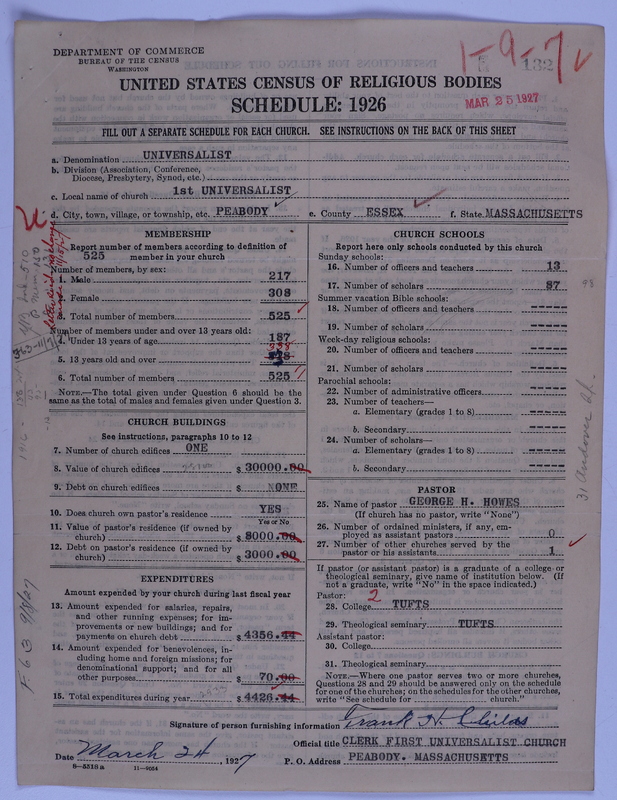 DEPARTMENT OF COMMERCE
BUREAU OF THE CENSUS
WASHINGTON
1-9-7
132
UNITED STATES CENSUS OF RELIGIOUS BODIES
SCHEDULE: 1926
MAR 25 1927
FILL OUT A SEPARATE SCHEDULE FOR EACH CHURCH. SEE INSTRUCTIONS ON THE BACK OF THIS SHEET
a. Denomination UNIVERSALIST
b. Division (Association, Conference, Diocese, Presbytery, Synod, etc.)
c. Local name of church 1st UNIVERSALIST
d. City, town, village, or township, etc. PEABODY e. County ESSEX f. State MASSACHUSETTS
MEMBERSHIP
Report number of members according to definition of
525 member in your church
Number of members, by sex:
1. Male 217
2. Female 308
3. Total number of members 525
Number of members under and over 13 years old:
4. Under 13 years of age 187
338
5. 13 years old and over
6. Total number of members 525
NOTE.—The total given under Question 6 should be
same as the total of males and females given under Question 3.
CHURCH BUILDINGS
See instructions, paragraphs 10 to 12
7. Number of church edifices ONE
8. Value of church edifices $ 30000.00
9. Debt on church edifices $ NONE
10. Does church own pastor's residence? YES
Yes or No
11. Value of pastor's residence (if owned by
church) $ 8000.00
12. Debt on pastor's residence (if owned by
church) $ 3000.00
EXPENDITURES
Amount expended by your church during last fiscal year
13. Amount expended for salaries, repairs,
and other running expenses; for im-
provements or new buildings; and for
payments on church debt $ 4356.44
14. Amount expended for benevolences, in-
cluding home and foreign missions; for
denominational support; and for all
other purposes $ 70.00
15. Total expenditures during year $ 4426.44
CHURCH SCHOOLS
Report here only schools conducted by this church
Sunday schools:
16. Number of officers and teachers 13
17. Number of scholars 87
98
Summer vacation Bible schools:
18. Number of officers and teachers -----
19. Number of scholars -----
Week-day religious schools:
20. Number of officers and teachers -----
21. Number of scholars -----
Parochial schools:
22. Number of administrative officers -----
23. Number of teachers—
a. Elementary (grades 1 to 8) -----
b. Secondary -----
24. Number of scholars—
a. Elementary (grades 1 to 8) -----
b. Secondary -----
PASTOR
25. Name of pastor GEORGE H. HOWES
(If church has no pastor, write "None")
26. Number of ordained ministers, if any, em-
ployed as assistant pastors 0
27. Number of other churches served by the
pastor or his assistants 1
If pastor (or assistant pastor) is a graduate of a college or
theological seminary, give name of institution below. (If
not a graduate, write "No" in the space indicated.)
Pastor: 2
28. College TUFTS
29. Theological seminary TUFTS
Assistant pastor:
30. College
31. Theological seminary
NOTE.—Where one pastor serves two or more churches,
Questions 28 and 29 should be answered only on the schedule
for one of the churches; on the schedules for the other churches,
write "See schedule for church."
31 Andover St.
F 63 9/8/27
Signature of person furnishing information Frank H. Childs
Official title CLERK FIRST UNIVERSALIST CHURCH
Date March 24, 1927 P. O. Address PEABODY. MASSACHUSETTS
8—5318 a 11—9034